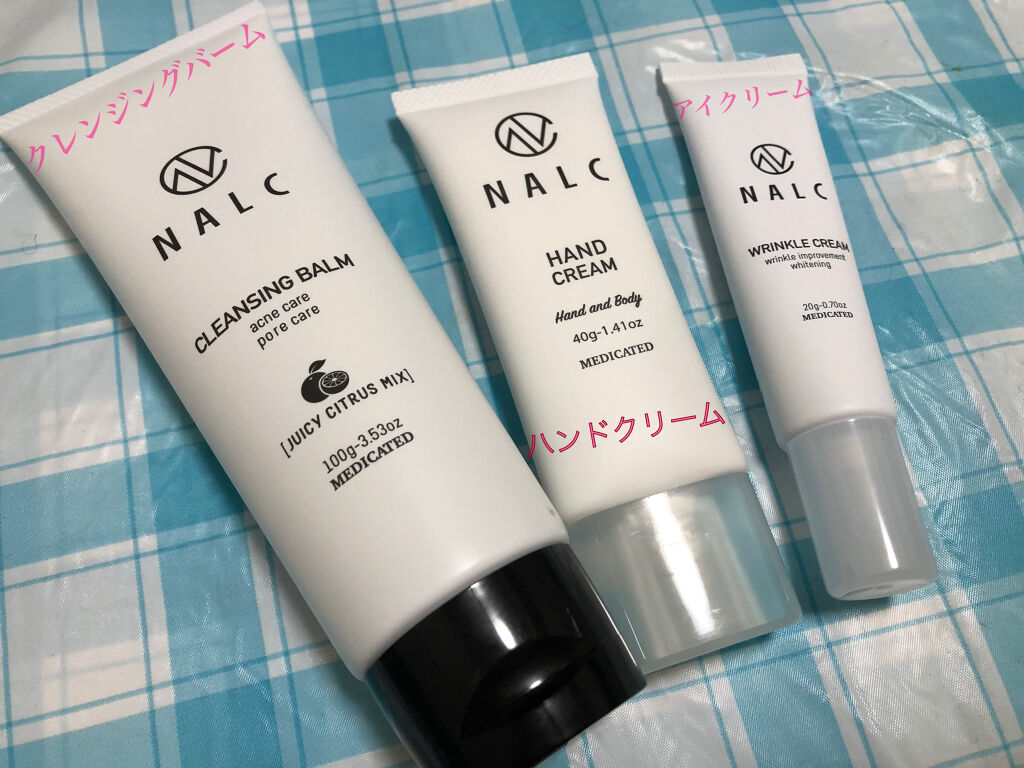 クレンジングバーム
NALC
CLEANSING BALM
acne care
pore care
[JUICY CITRUS MIX]
100g-3.53oz
MEDICATED
NALC
HAND
CREAM
Hand and Body
40g-1.41oz
MEDICATED
ハンドクリーム
アイクリーム
NALC
WRINKLE CREAM
wrinkle improvement
whitening
20g-0.70oz
MEDICATED